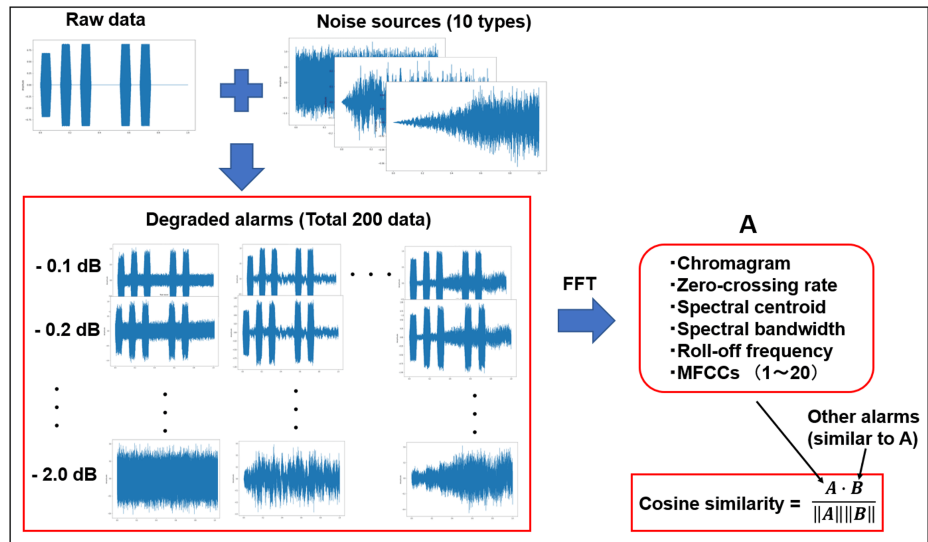 Raw data
Noise sources (10 types)
Degraded alarms (Total 200 data)
- 0.1 dB
- 0.2 dB
- 2.0 dB
FFT
A
・Chromagram
・Zero-crossing rate
・Spectral centroid
・Spectral bandwidth
・Roll-off frequency
・MFCCs （1～20）
Other alarms
(similar to A)
Cosine similarity = A · B
‖A‖‖B‖